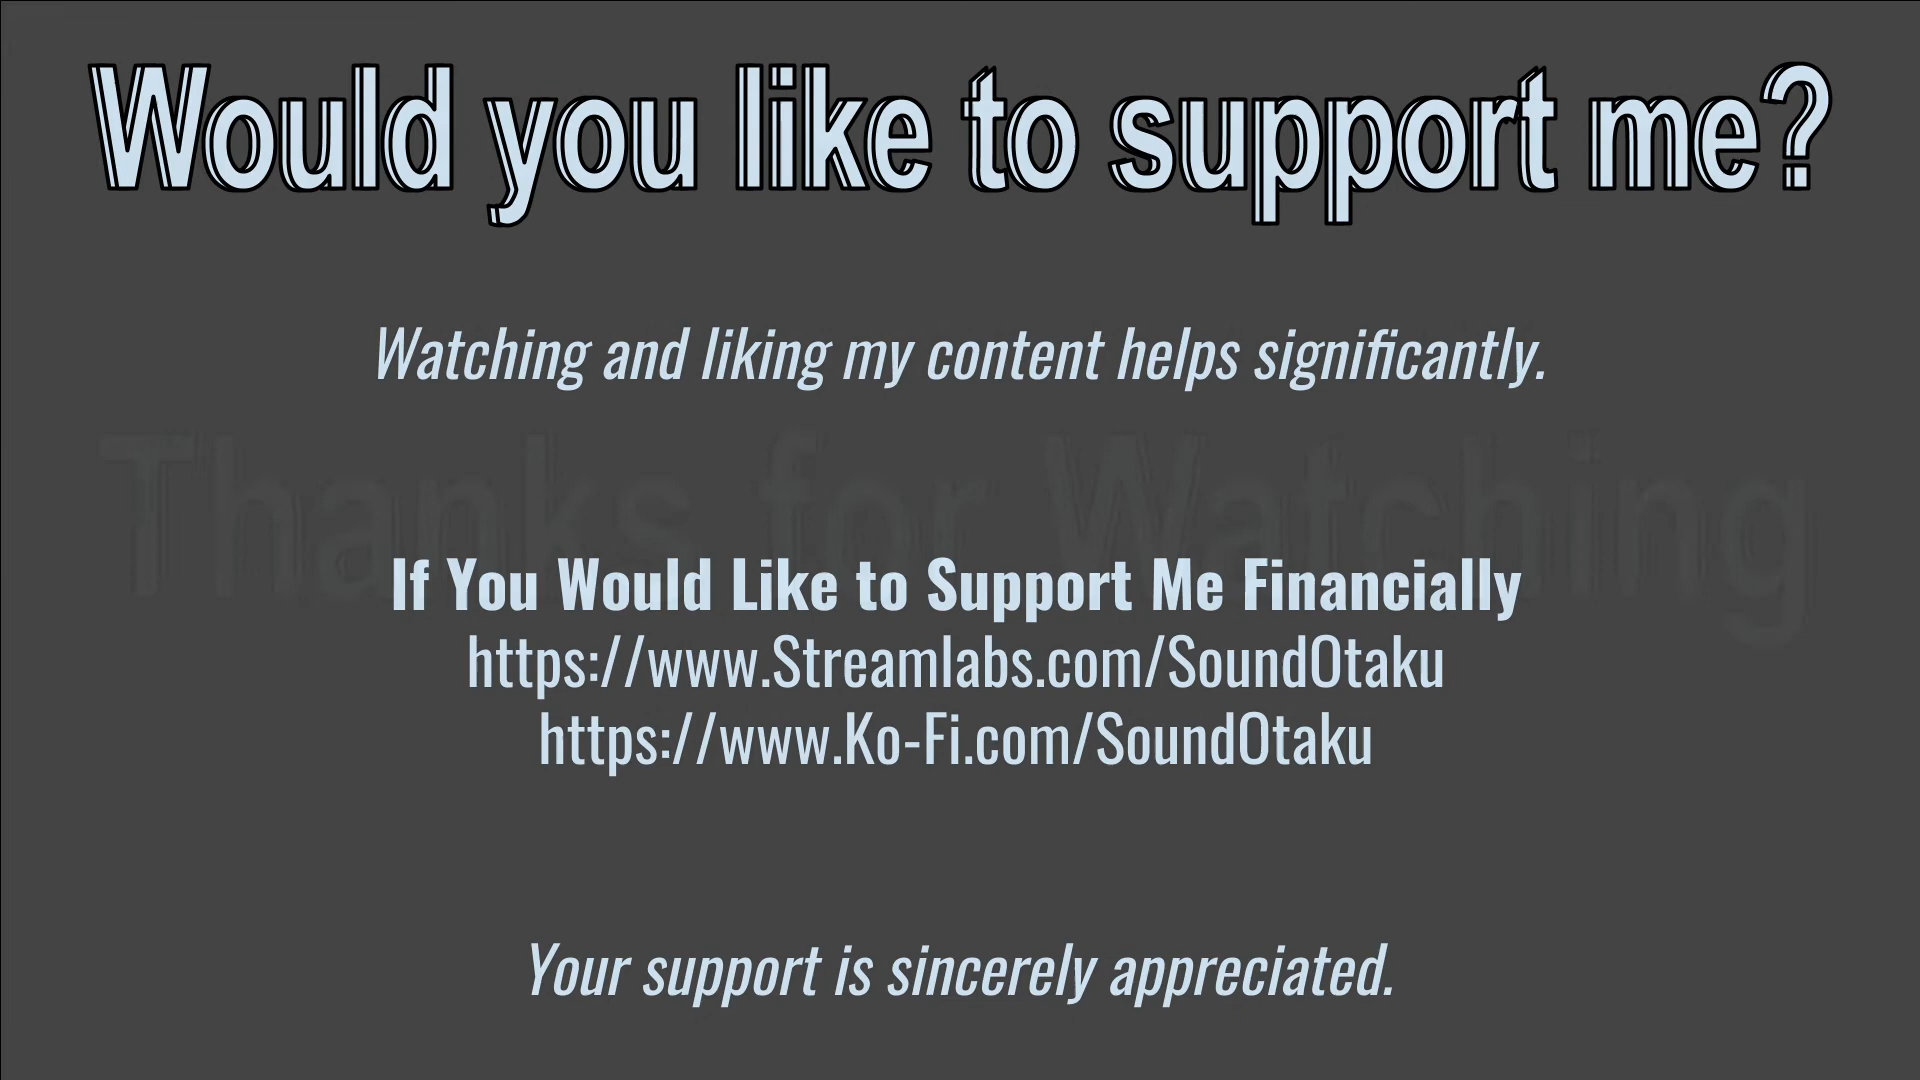 Would you like to support me?
Watching and liking my content helps significantly.
Thanks for Watching
If You Would Like to Support Me Financially
https://www.Streamlabs.com/SoundOtaku
https://www.Ko-Fi.com/SoundOtaku
Your support is sincerely appreciated.